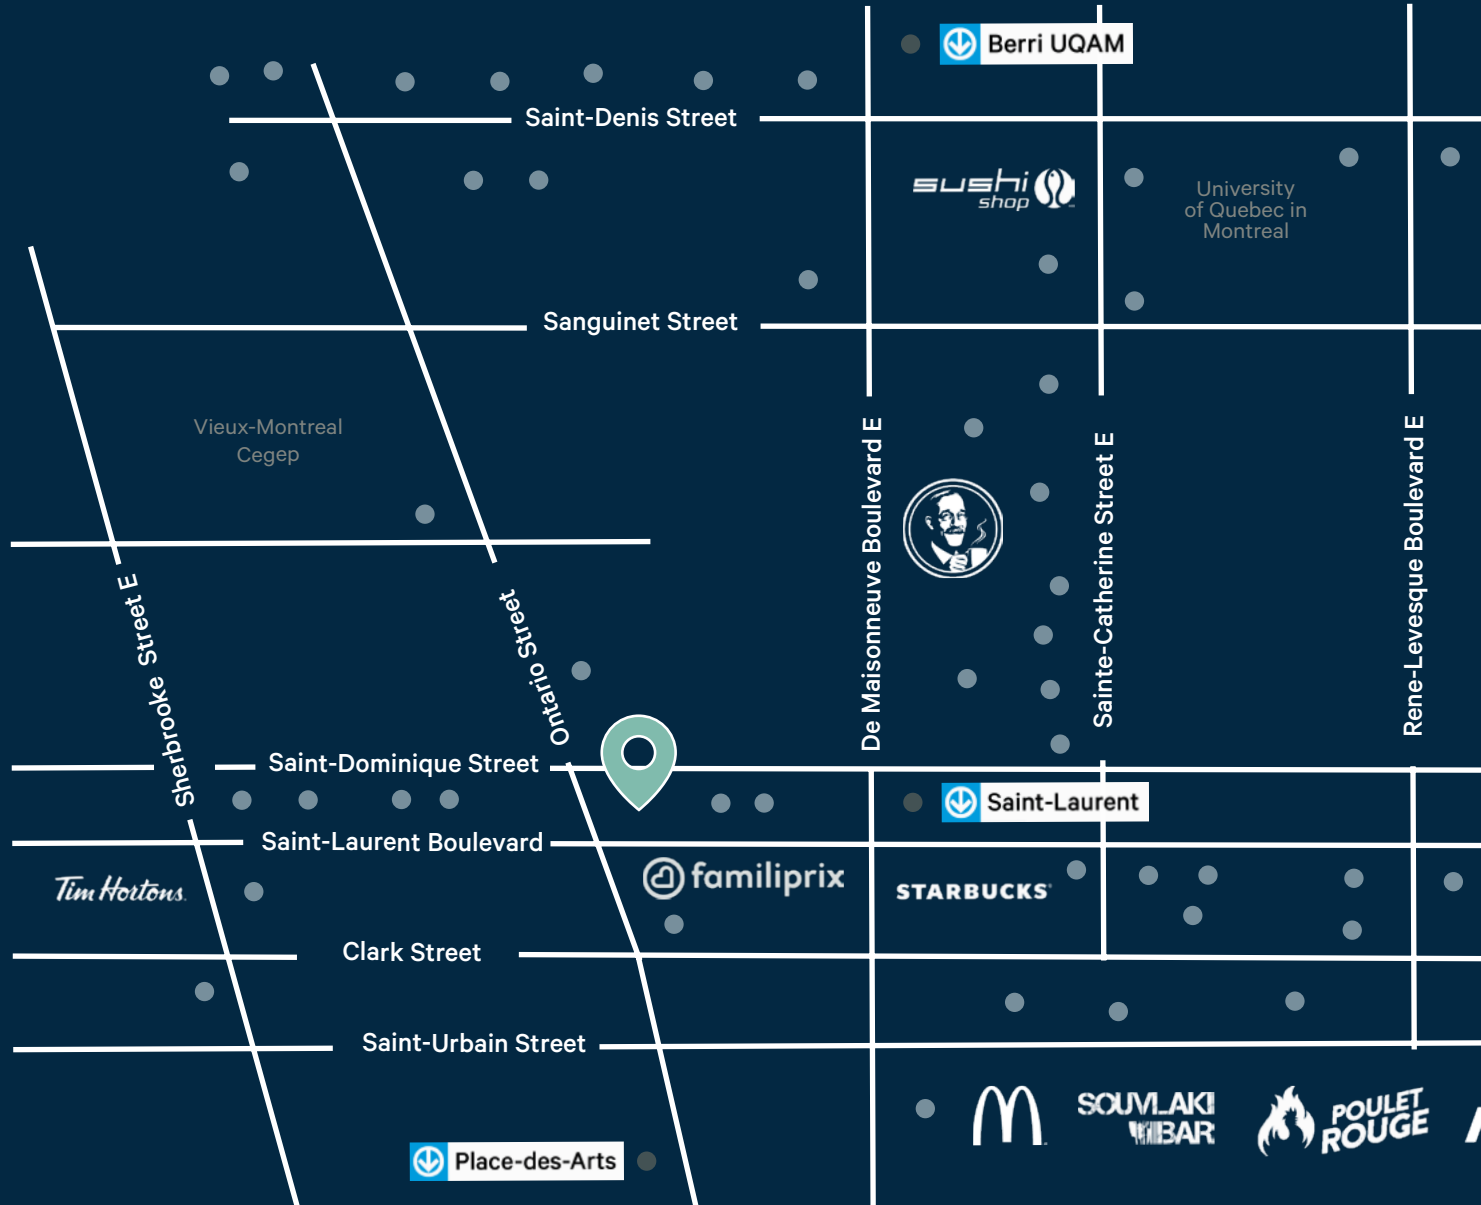 Berri UQAM
Saint-Denis Street
sushi
shop
University
of Quebec in
Montreal
Sanguinet Street
Vieux-Montreal
Cegep
De Maisonneuve Boulevard E
Sainte-Catherine Street E
Rene-Levesque Boulevard E
Sherbrooke Street E
Ontario Street
Saint-Dominique Street
Saint-Laurent
Saint-Laurent Boulevard
Tim Hortons
familiprix
STARBUCKS
Clark Street
Saint-Urbain Street
SOUVLAKI
BAR
POULET
ROUGE
Place-des-Arts